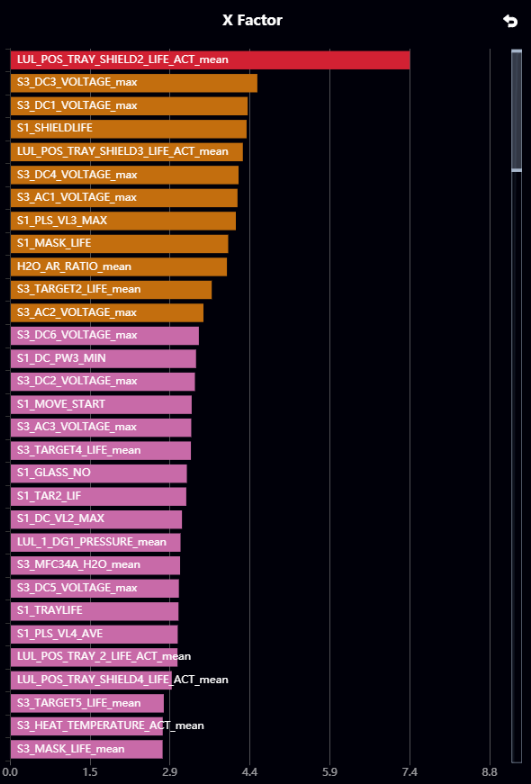 X Factor
LUL_POS_TRAY_SHIELD2_LIFE_ACT_mean
S3_DC3_VOLTAGE_max
S3_DC1_VOLTAGE_max
S1_SHIELDLIFE
LUL_POS_TRAY_SHIELD3_LIFE_ACT_mean
S3_DC4_VOLTAGE_max
S3_AC1_VOLTAGE_max
S1_PLS_VL3_MAX
S1_MASK_LIFE
H2O_AR_RATIO_mean
S3_TARGET2_LIFE_mean
S3_AC2_VOLTAGE_max
S3_DC6_VOLTAGE_max
S1_DC_PW3_MIN
S3_DC2_VOLTAGE_max
S1_MOVE_START
S3_AC3_VOLTAGE_max
S3_TARGET4_LIFE_mean
S1_GLASS_NO
S1_TAR2_LIF
S1_DC_VL2_MAX
LUL_1_DG1_PRESSURE_mean
S3_MFC34A_H2O_mean
S3_DC5_VOLTAGE_max
S1_TRAYLIFE
S1_PLS_VL4_AVE
LUL_POS_TRAY_2_LIFE_ACT_mean
LUL_POS_TRAY_SHIELD4_LIFE_ACT_mean
S3_TARGET5_LIFE_mean
S3_HEAT_TEMPERATURE_ACT_mean
S3_MASK_LIFE_mean
0.0 1.5 2.9 4.4 5.9 7.4 8.8